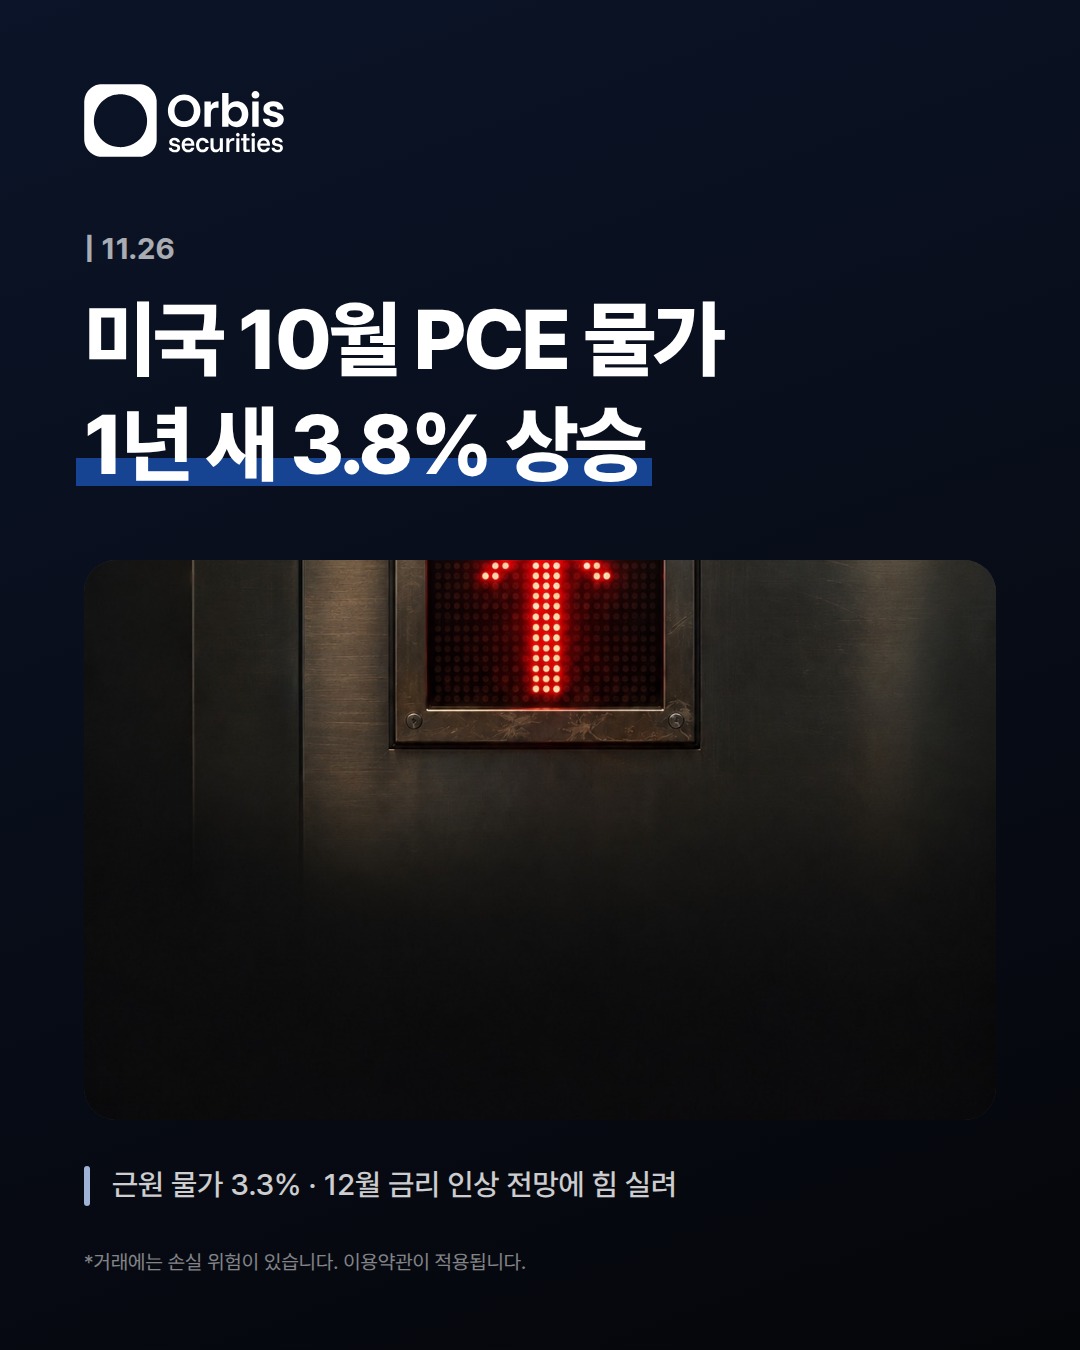 Orbis
securities
| 11.26
미국 10월 PCE 물가
1년 새 3.8% 상승
근원 물가 3.3% · 12월 금리 인상 전망에 힘 실려
*거래에는 손실 위험이 있습니다. 이용약관이 적용됩니다.